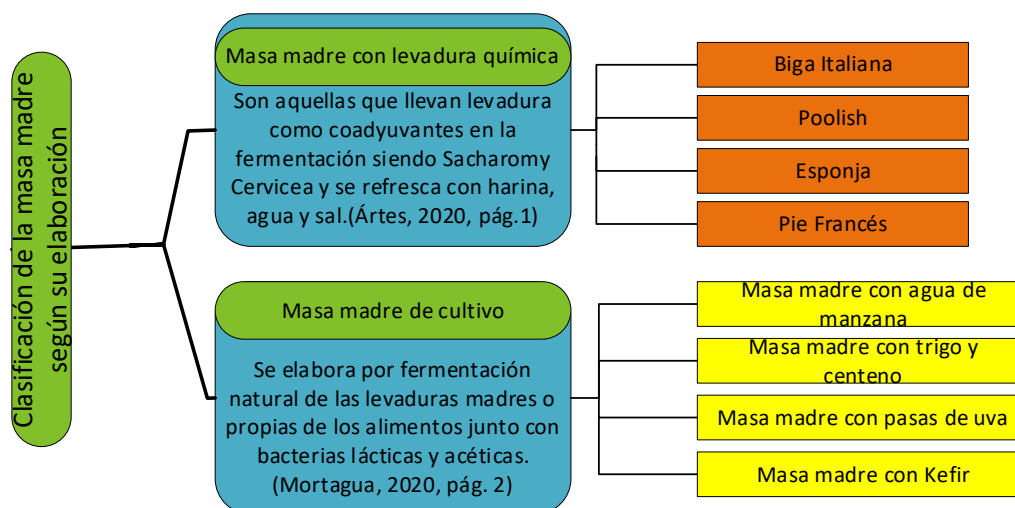 Clasificación de la masa madre
según su elaboración
Masa madre con levadura química
Son aquellas que llevan levadura
como coadyuvantes en la
fermentación siendo Sacharomy
Cervicea y se refresca con harina,
agua y sal.(Ártes, 2020, pág.1)
Biga Italiana
Poolish
Esponja
Pie Francés
Masa madre de cultivo
Se elabora por fermentación
natural de las levaduras madres o
propias de los alimentos junto con
bacterias lácticas y acéticas.
(Mortagua, 2020, pág. 2)
Masa madre con agua de
manzana
Masa madre con trigo y
centeno
Masa madre con pasas de uva
Masa madre con Kefir